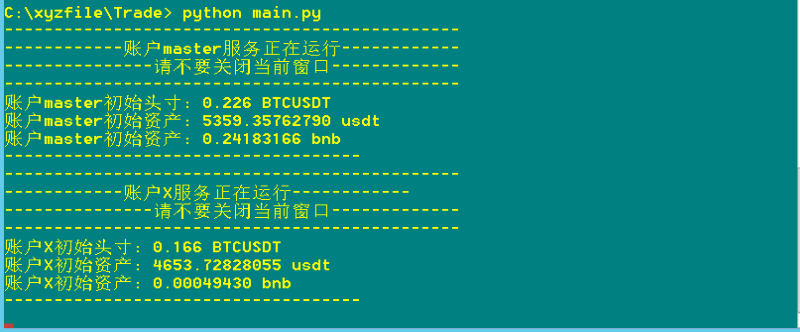 C:\xyzfile\Trade> python main.py
----------------------------------------------
------------账户master服务正在运行------------
---------------请不要关闭当前窗口-------------
----------------------------------------------
账户master初始头寸: 0.226 BTCUSDT
账户master初始资产: 5359.35762790 usdt
账户master初始资产: 0.24183166 bnb
------------------------------------
----------------------------------------------
------------账户X服务正在运行------------
---------------请不要关闭当前窗口-------------
----------------------------------------------
账户X初始头寸: 0.166 BTCUSDT
账户X初始资产: 4653.72828055 usdt
账户X初始资产: 0.00049430 bnb
------------------------------------